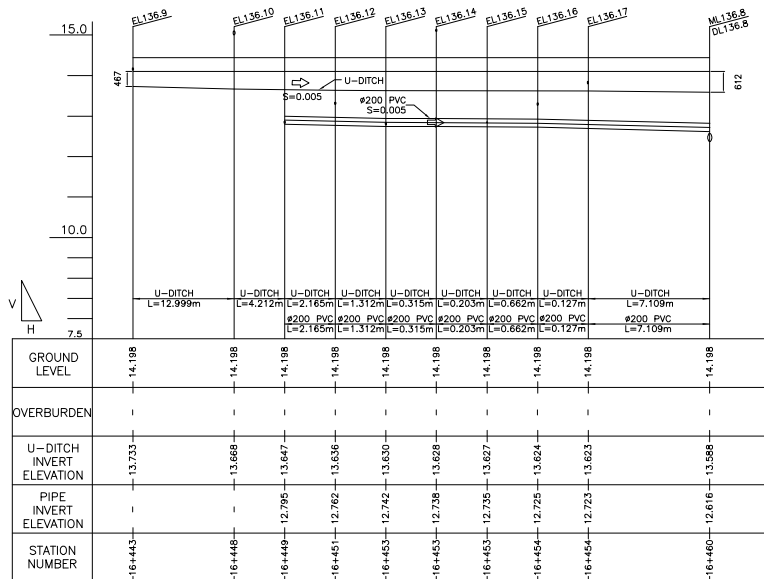 EL136.9
EL136.10
EL136.11
EL136.12
EL136.13
EL136.14
EL136.15
EL136.16
EL136.17
ML136.8
DL136.8
15.0
467
U-DITCH
S=0.005
ø200 PVC
S=0.005
612
10.0
U-DITCH U-DITCH U-DITCH U-DITCH U-DITCH U-DITCH U-DITCH U-DITCH U-DITCH
L=12.999m L=4.212m L=2.165m L=1.312m L=0.315m L=0.203m L=0.662m L=0.127m L=7.109m
ø200 PVC ø200 PVC ø200 PVC ø200 PVC ø200 PVC ø200 PVC ø200 PVC
L=2.165m L=1.312m L=0.315m L=0.203m L=0.662m L=0.127m L=7.109m
V
H
7.5
GROUND
LEVEL
14.198 14.198 14.198 14.198 14.198 14.198 14.198 14.198 14.198 14.198
OVERBURDEN
- - - - - - - - - -
U-DITCH
INVERT
ELEVATION
13.733 13.668 13.647 13.636 13.630 13.628 13.627 13.624 13.623 13.588
PIPE
INVERT
ELEVATION
- - 12.795 12.762 12.742 12.738 12.735 12.725 12.723 12.616
STATION
NUMBER
-16+443 -16+448 -16+449 -16+451 -16+453 -16+453 -16+453 -16+454 -16+454 -16+460